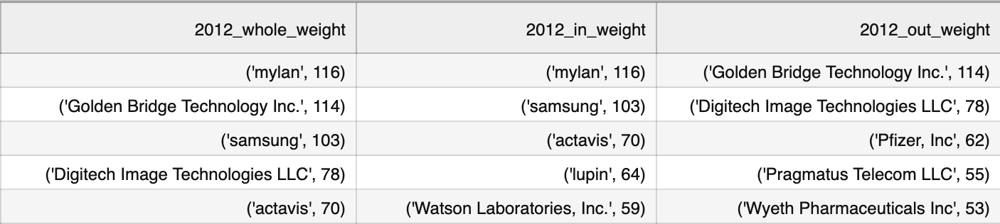 2012_whole_weight 2012_in_weight 2012_out_weight
('mylan', 116) ('mylan', 116) ('Golden Bridge Technology Inc.', 114)
('Golden Bridge Technology Inc.', 114) ('samsung', 103) ('Digitech Image Technologies LLC', 78)
('samsung', 103) ('actavis', 70) ('Pfizer, Inc', 62)
('Digitech Image Technologies LLC', 78) ('lupin', 64) ('Pragmatus Telecom LLC', 55)
('actavis', 70) ('Watson Laboratories, Inc.', 59) ('Wyeth Pharmaceuticals Inc', 53)